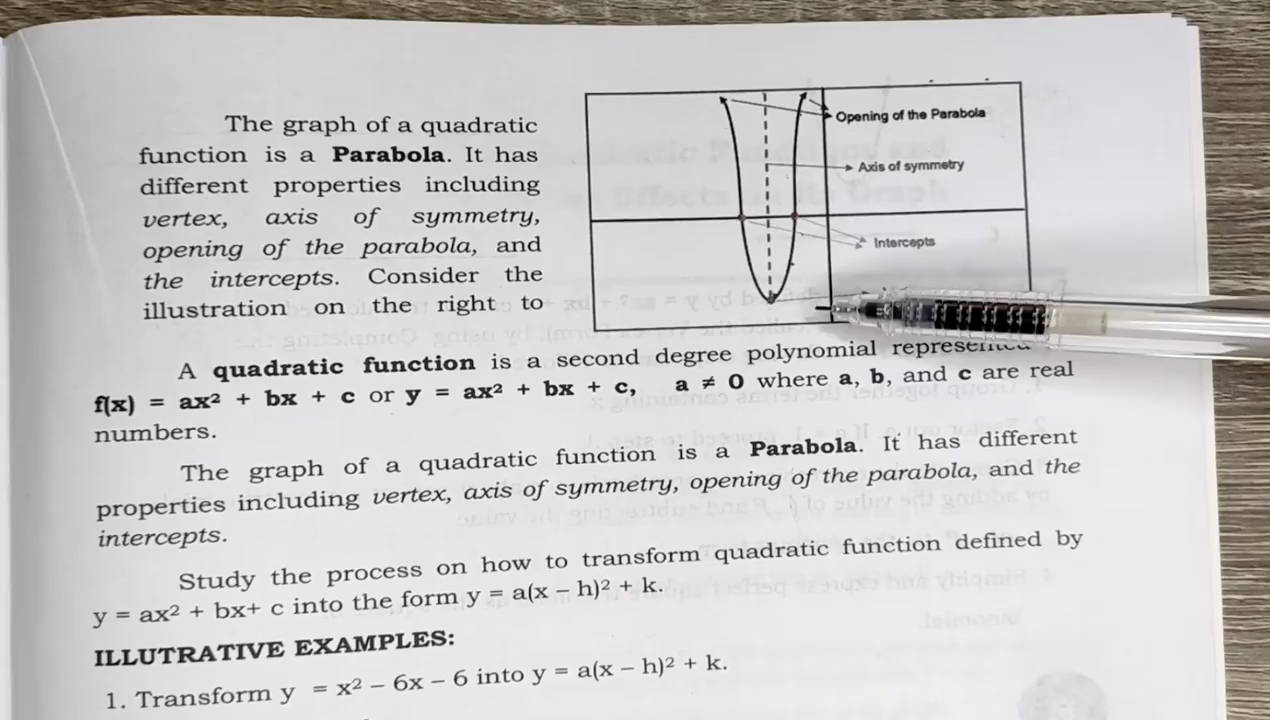 The graph of a quadratic
function is a Parabola. It has
different properties including
vertex, axis of symmetry,
opening of the parabola, and
the intercepts. Consider the
illustration on the right to
Opening of the Parabola
Axis of symmetry
Intercepts
A quadratic function is a second degree polynomial
f(x) = ax² + bx + c or y = ax² + bx + c, a ≠ 0 where a, b, and c are real
numbers.
The graph of a quadratic function is a Parabola. It has different
properties including vertex, axis of symmetry, opening of the parabola, and the
intercepts.
Study the process on how to transform quadratic function defined by
y = ax² + bx+ c into the form y = a(x – h)² + k.
ILLUTRATIVE EXAMPLES:
1. Transform y = x² – 6x – 6 into y = a(x – h)² + k.